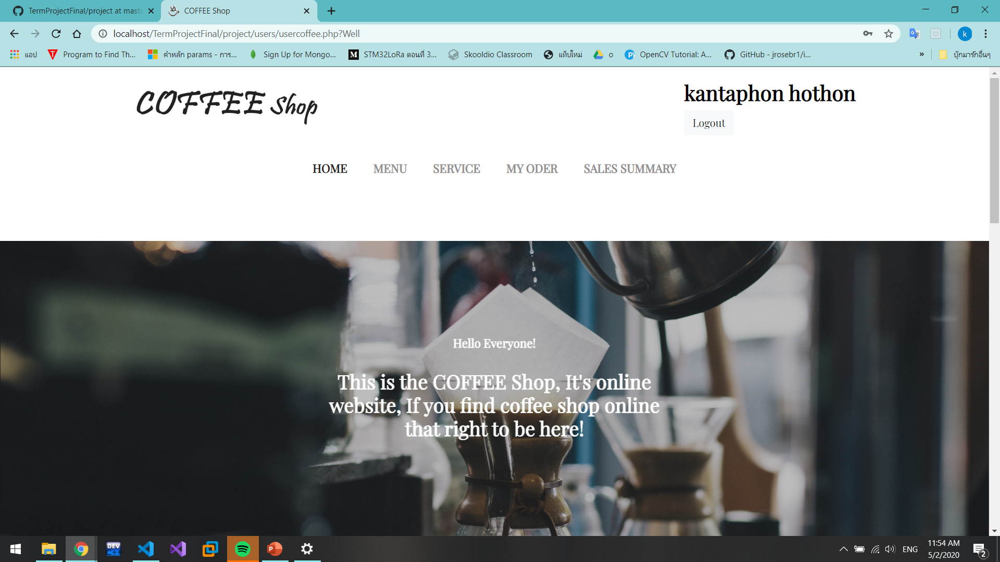 TermProjectFinal/project at maste
COFFEE Shop
localhost/TermProjectFinal/project/users/usercoffee.php?Well
k
แอป
Program to Find Th...
คำหลัก params - การ...
Sign Up for Mongo...
M
STM32LoRa ตอนที่ 3...
Skooldio Classroom
แท็บใหม่
o
OpenCV Tutorial: A...
GitHub - jrosebr1/i...
»
บุ๊กมาร์กอื่นๆ
COFFEE Shop
kantaphon hothon
Logout
HOME
MENU
SERVICE
MY ODER
SALES SUMMARY
Hello Everyone!
This is the COFFEE Shop, It's online
website, If you find coffee shop online
that right to be here!
DEV
C++
P
ENG
11:54 AM
5/2/2020
2